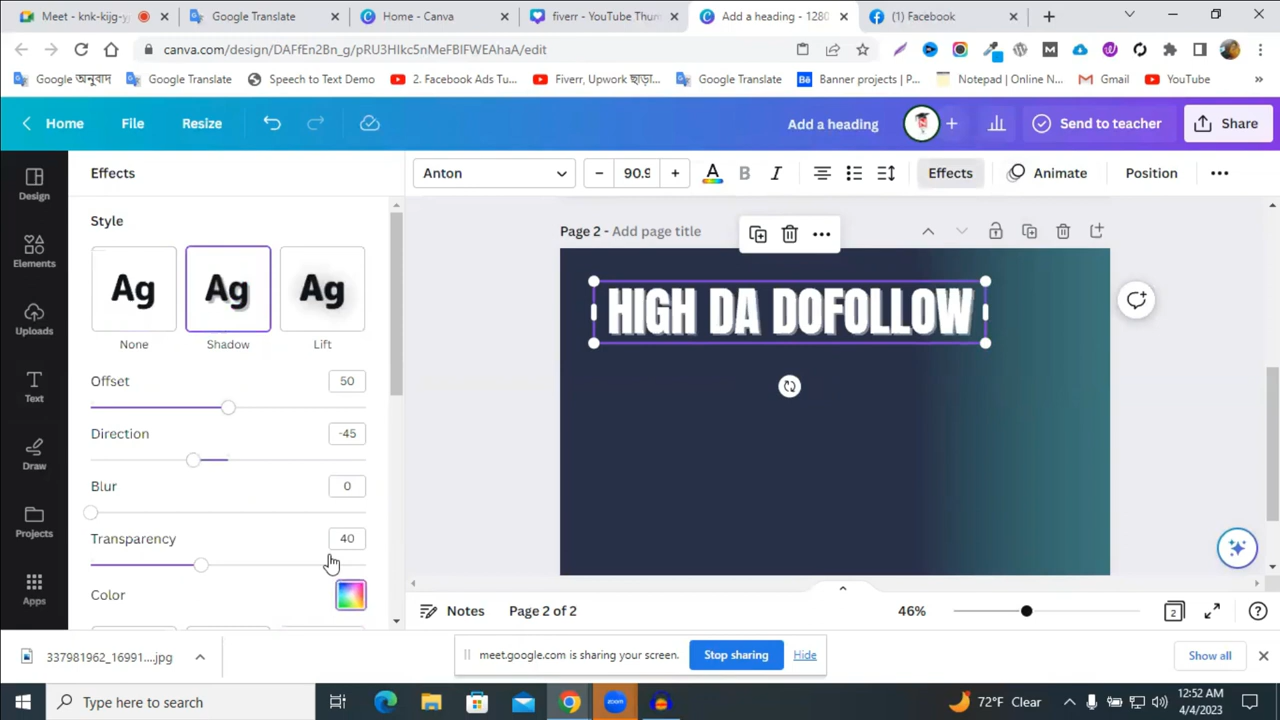 Meet - knk-kijg-y
Google Translate
Home - Canva
fiverr - YouTube Thum
Add a heading - 1280
(1) Facebook
canva.com/design/DAFfEn2Bn_g/pRU3HIkc5nMeFBlFWEAhaA/edit
Google অনুবাদ
Google Translate
Speech to Text Demo
2. Facebook Ads Tu...
Fiverr, Upwork ছাড়া...
Google Translate
Banner projects | P...
Notepad | Online N...
Gmail
YouTube
Home
File
Resize
Add a heading
Send to teacher
Share
Design
Elements
Uploads
Text
Draw
Projects
Apps
Effects
Style
Ag
Ag
Ag
None
Shadow
Lift
Offset
50
Direction
-45
Blur
0
Transparency
40
Color
Anton
90.9
A
B
I
Effects
Animate
Position
Page 2 - Add page title
HIGH DA DOFOLLOW
Notes
Page 2 of 2
46%
2
337981962_16991....jpg
meet.google.com is sharing your screen.
Stop sharing
Hide
Show all
Type here to search
zoom
72°F Clear
12:52 AM
4/4/2023